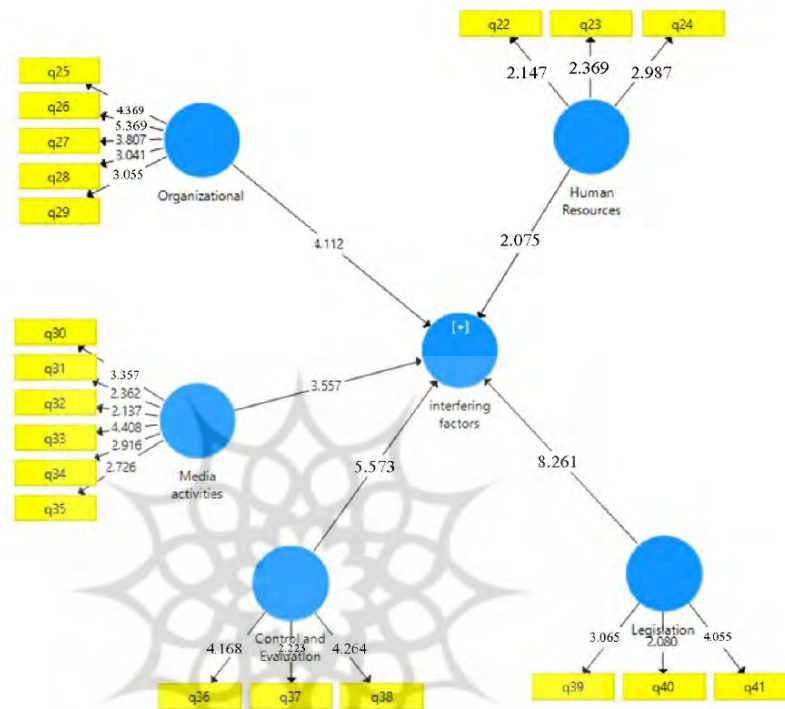 q22
q23
q24
2.147
2.369
2.987
Human
Resources
2.075
q25
q26
q27
q28
q29
4.369
5.369
3.807
3.041
3.055
Organizational
4.112
[+]
interfering
factors
q30
q31
q32
q33
q34
q35
3.357
2.362
2.137
4.408
2.916
2.726
Media
activities
3.557
5.573
8.261
Control and
Evaluation
4.168
2.223
4.264
q36
q37
q38
Legislation
3.065
2.080
4.055
q39
q40
q41